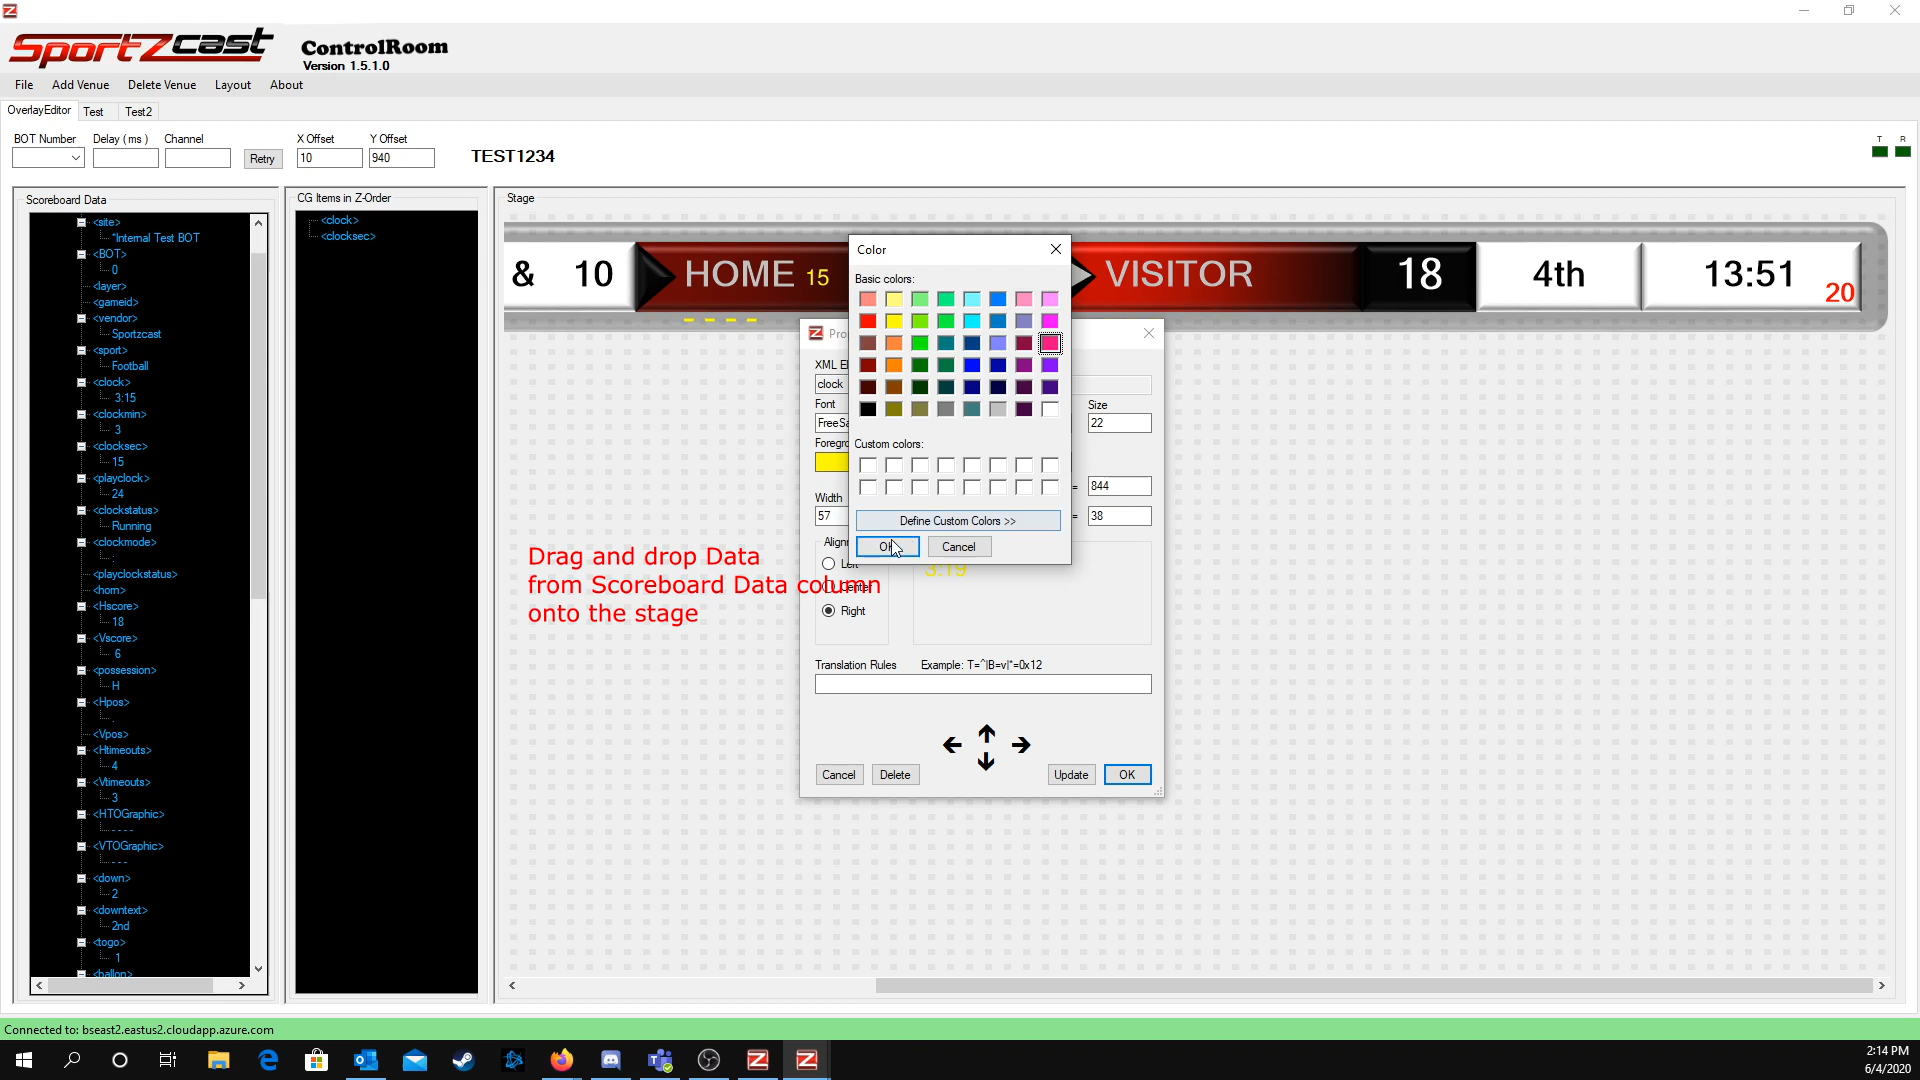 SportZcast
ControlRoom
Version 1.5.1.0
File Add Venue Delete Venue Layout About
OverlayEditor Test Test2
BOT Number Delay (ms) Channel X Offset Y Offset
Retry 10 940 TEST1234
T R
Scoreboard Data
<site>
*Internal Test BOT
<BOT>
0
<layer>
<gameid>
<vendor>
Sportzcast
<sport>
Football
<clock>
3:15
<clockmin>
3
<clocksec>
15
<playclock>
24
<clockstatus>
Running
<clockmode>
:
<playclockstatus>
<horn>
<Hscore>
18
<Vscore>
6
<possession>
H
<Hpos>
.
<Vpos>
<Htimeouts>
4
<Vtimeouts>
3
<HTOGraphic>
- - - -
<VTOGraphic>
- - -
<down>
2
<downtext>
2nd
<togo>
1
<ballon>
CG Items in Z-Order
<clock>
<clocksec>
Stage
& 10 HOME 15 VISITOR 18 4th 13:51 20
Color
Basic colors:
Custom colors:
Define Custom Colors >>
OK Cancel
Pro
XML El
clock
Font Size
FreeSa 22
Foregro
Width = 844
57 = 38
Alignm
Left
Center
Right
3:19
Drag and drop Data
from Scoreboard Data column
onto the stage
Translation Rules Example: T=^|B=v|*=0x12
Cancel Delete Update OK
Connected to: bseast2.eastus2.cloudapp.azure.com
2:14 PM
6/4/2020